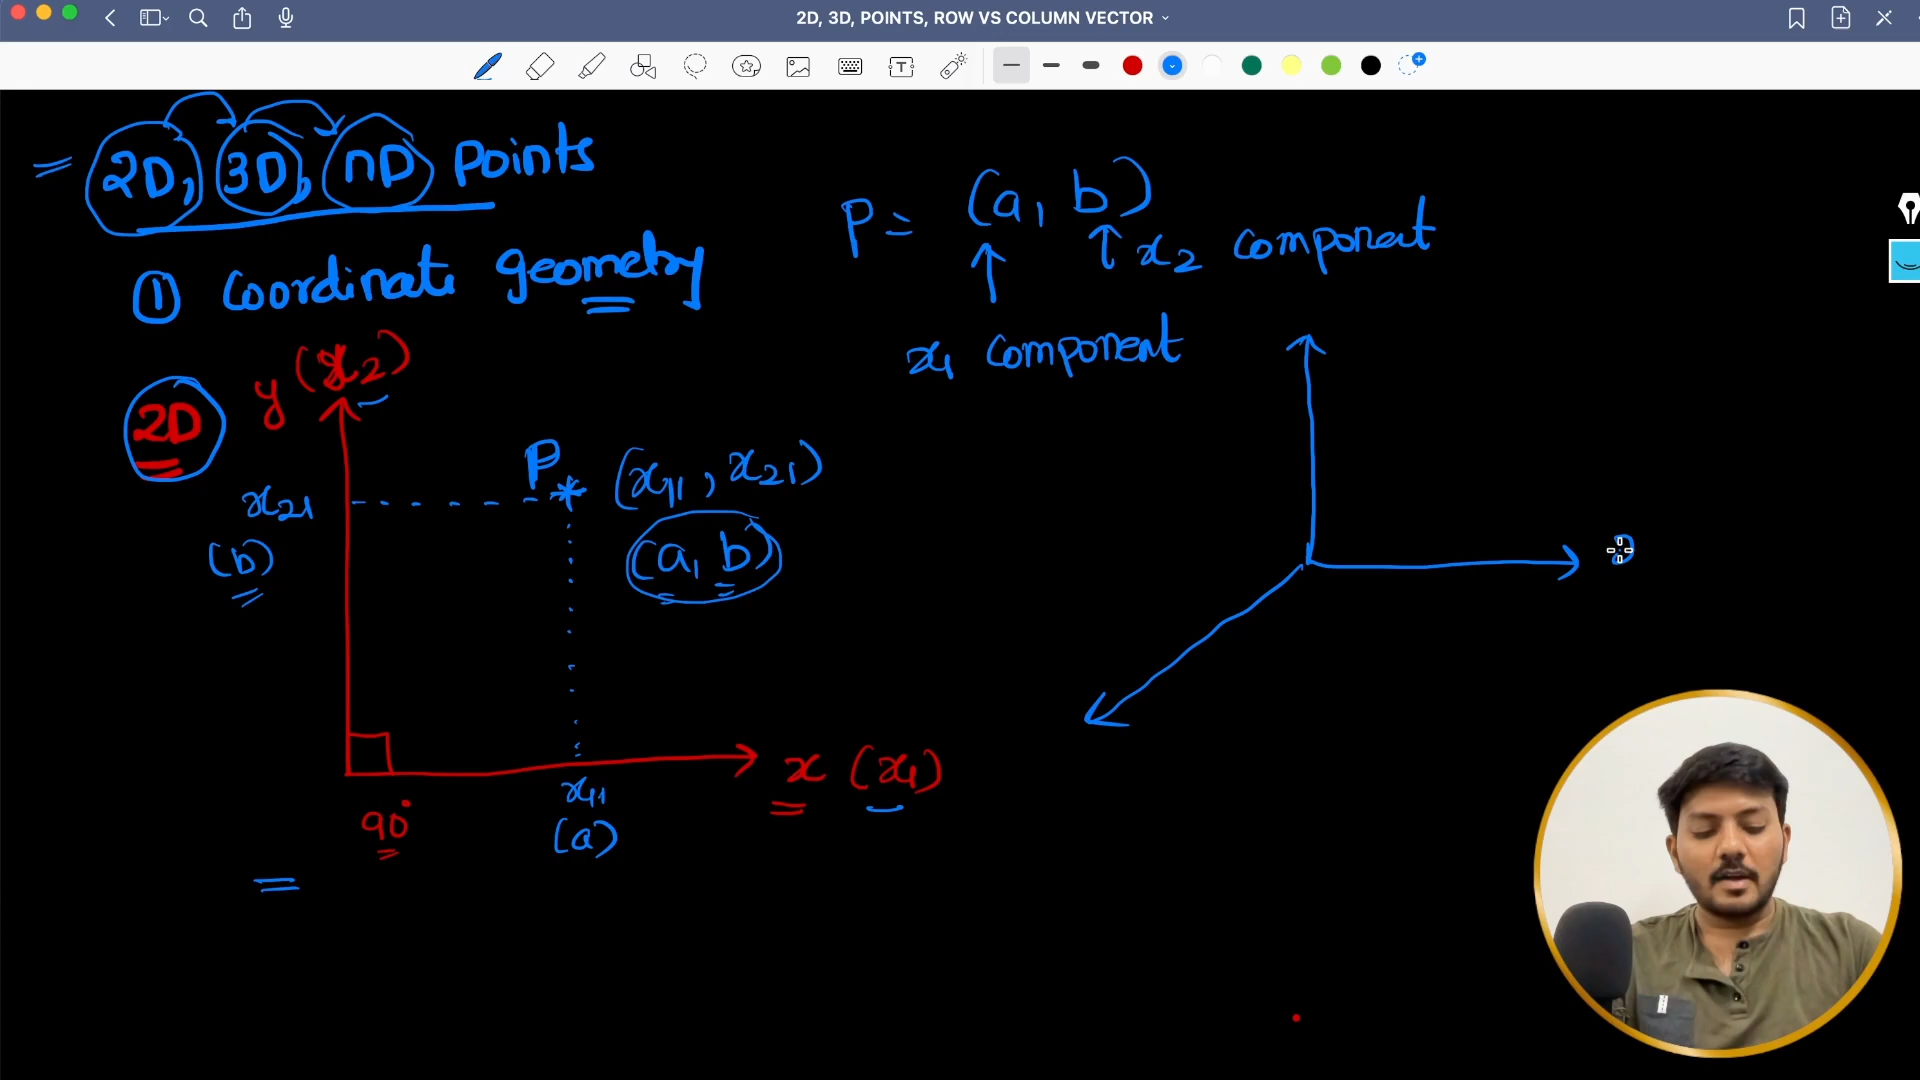 2D, 3D, POINTS, ROW VS COLUMN VECTOR
= 2D, 3D, nD points
① coordinate geometry
P = (a, b)
x2 component
x1 component
2D
y (x2)
P (x11, x21)
x21
(a, b)
(b)
x (x1)
90°
x11
(a)
=